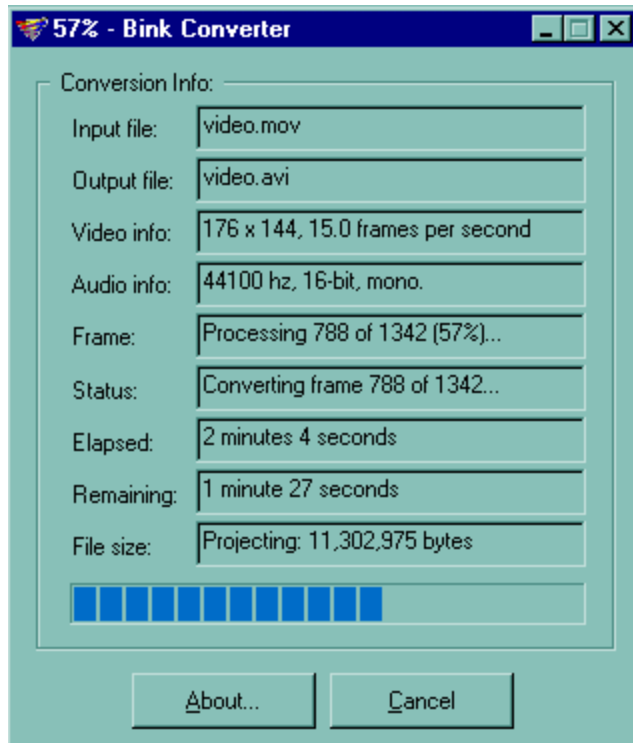 57% - Bink Converter
Conversion Info:
Input file: video.mov
Output file: video.avi
Video info: 176 x 144, 15.0 frames per second
Audio info: 44100 hz, 16-bit, mono.
Frame: Processing 788 of 1342 (57%)...
Status: Converting frame 788 of 1342...
Elapsed: 2 minutes 4 seconds
Remaining: 1 minute 27 seconds
File size: Projecting: 11,302,975 bytes
About... Cancel